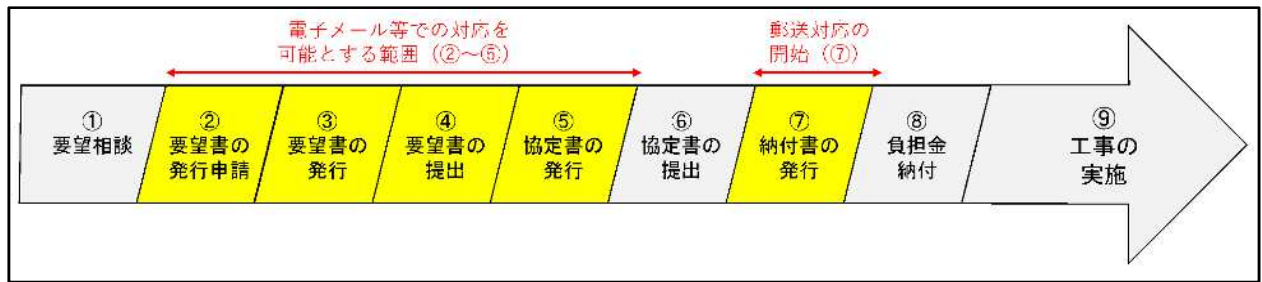 電子メール等での対応を
可能とする範囲（②～⑤）
郵送対応の
開始（⑦）
①
要望相談
②
要望書の
発行申請
③
要望書の
発行
④
要望書の
提出
⑤
協定書の
発行
⑥
協定書の
提出
⑦
納付書の
発行
⑧
負担金
納付
⑨
工事の
実施